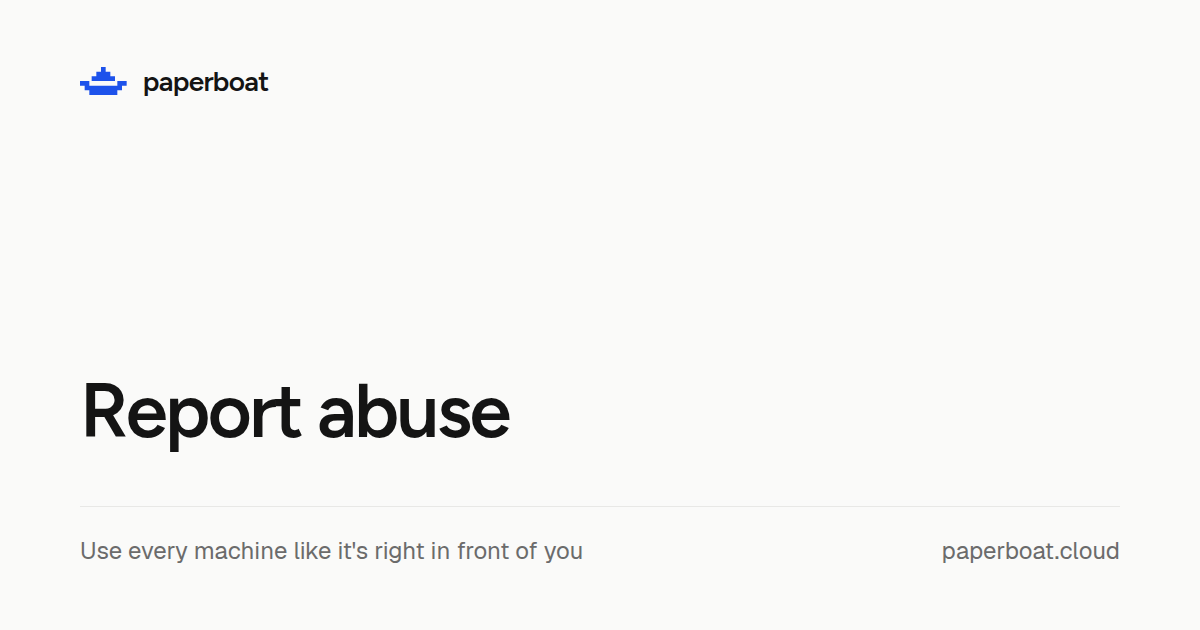 paperboat
Report abuse
Use every machine like it's right in front of you
paperboat.cloud